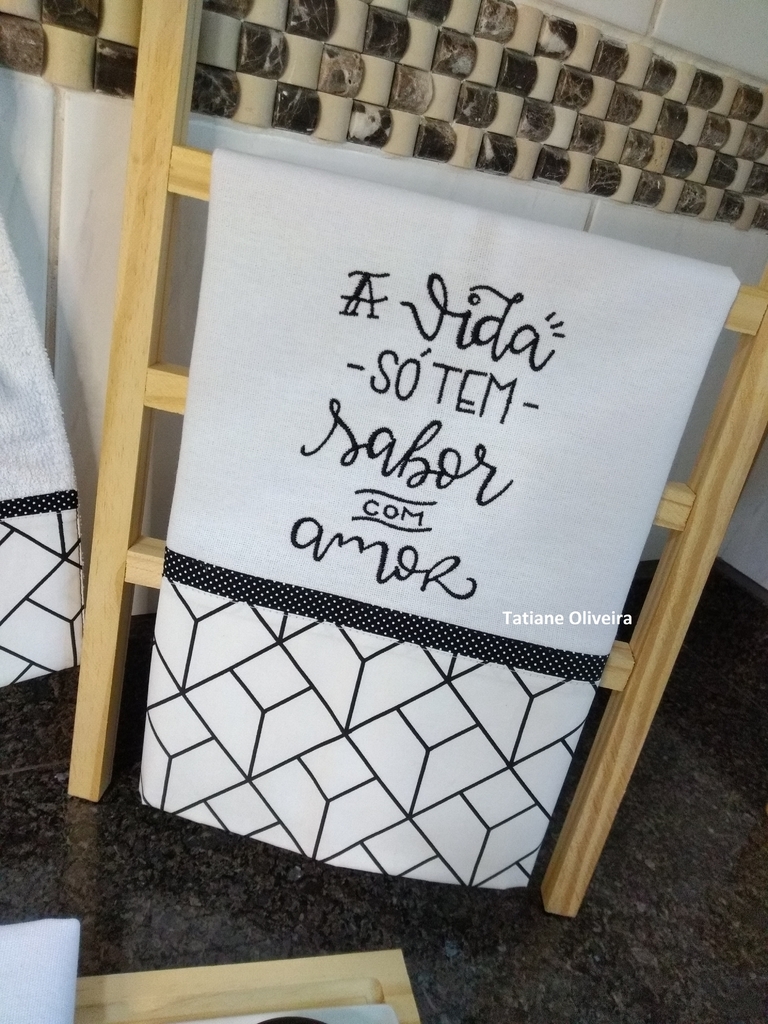 A vida
-SÓ TEM-
sabor
COM
amor
Tatiane Oliveira